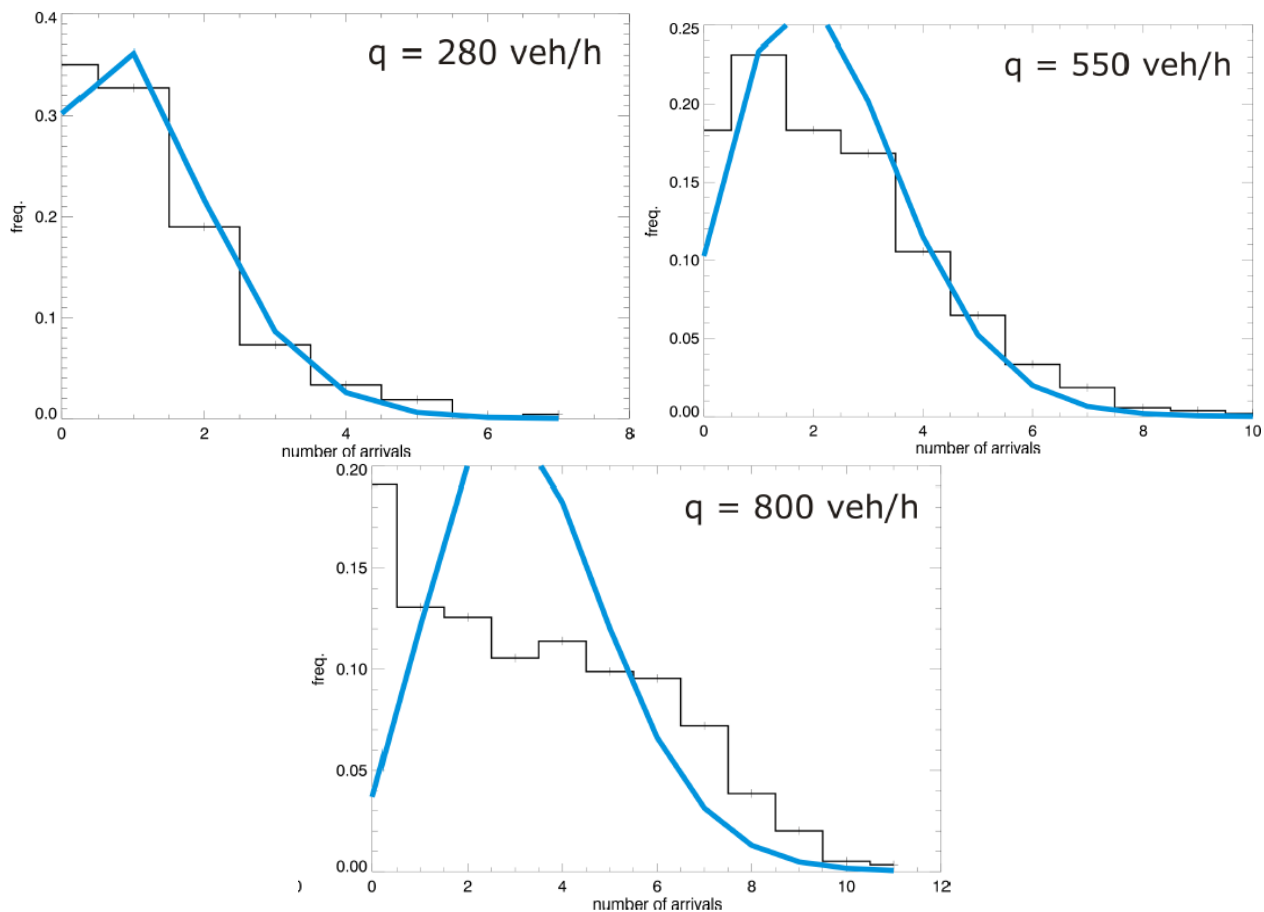 q = 280 veh/h
0.4
0.3
0.2
0.1
0.0
freq.
0 2 4 6 8
number of arrivals
q = 550 veh/h
0.25
0.20
0.15
0.10
0.05
0.00
freq.
0 2 4 6 8 10
number of arrivals
q = 800 veh/h
0.20
0.15
0.10
0.05
0.00
freq.
0 2 4 6 8 10 12
number of arrivals